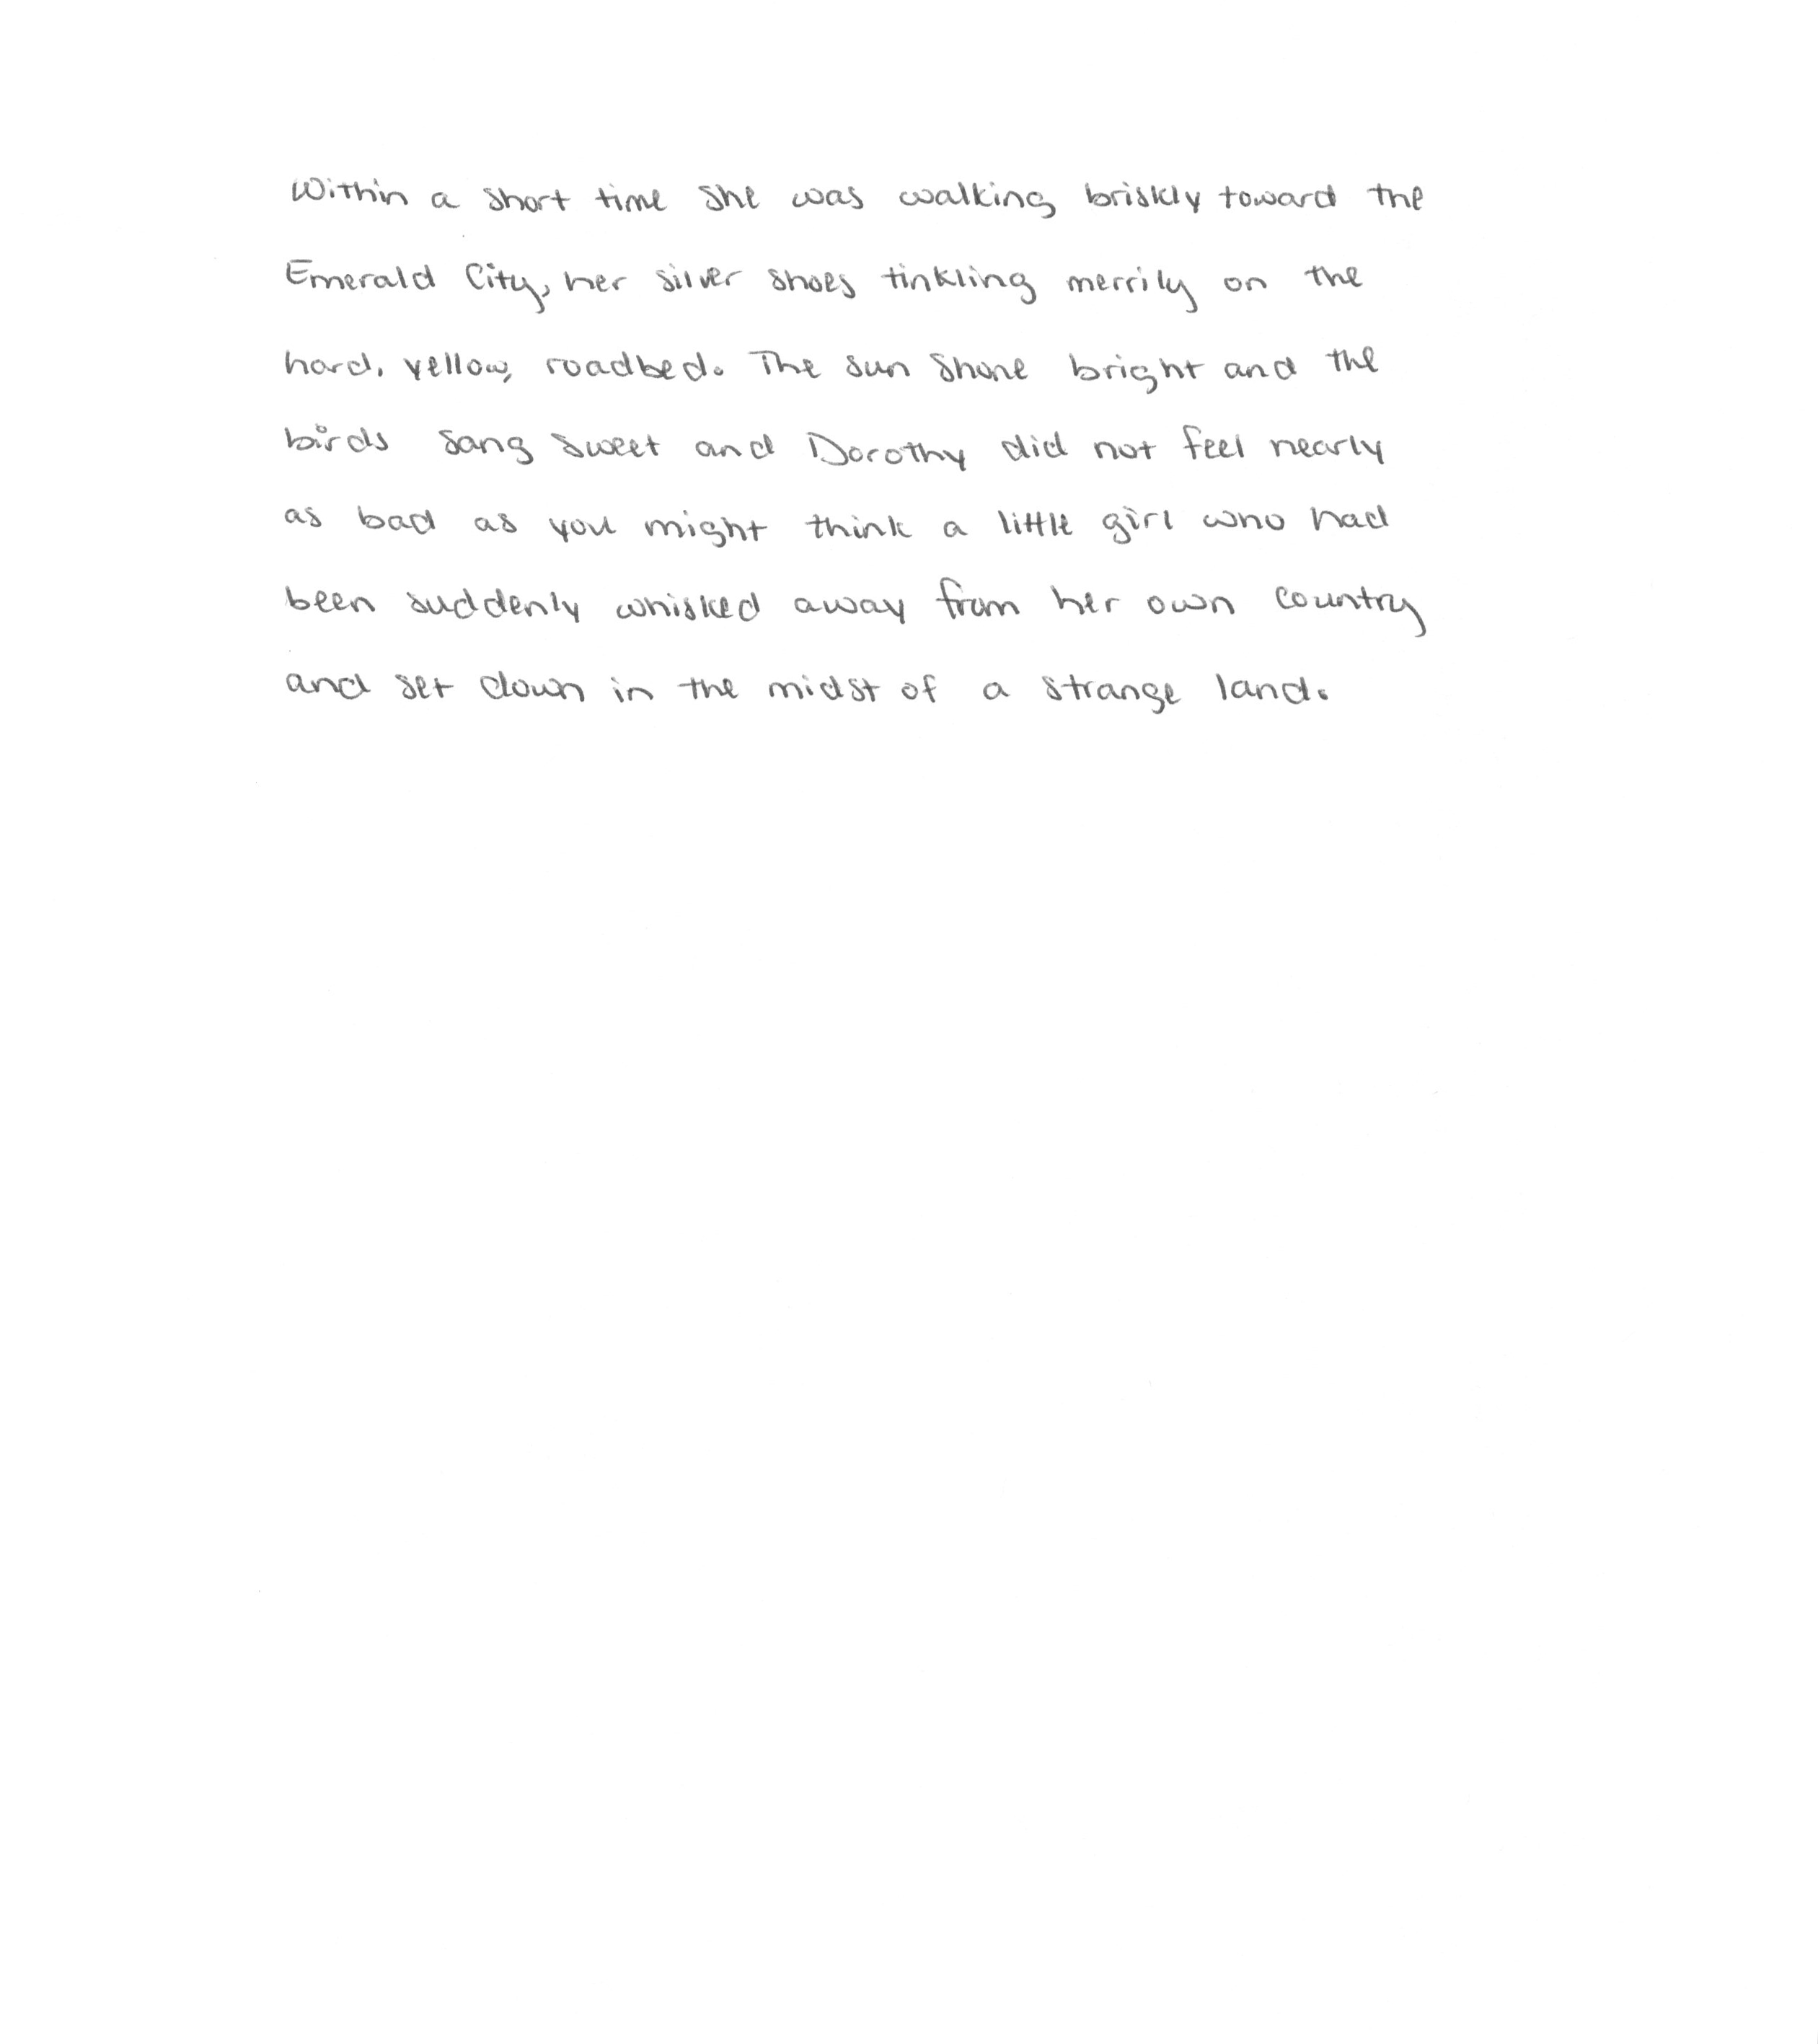 Within a short time she was walking briskly toward the
Emerald City, her silver shoes tinkling merrily on the
hard, yellow, roadbed. The sun shone bright and the
birds sang sweet and Dorothy did not feel nearly
as bad as you might think a little girl who had
been suddenly whisked away from her own country
and set down in the midst of a strange land.